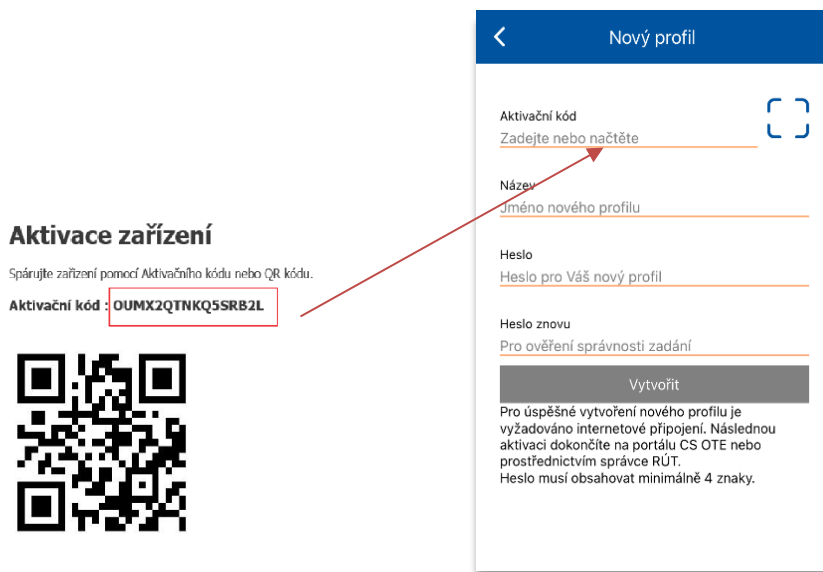 Aktivace zařízení
Spárujte zařízení pomocí Aktivačního kódu nebo QR kódu.
Aktivační kód : OUMX2QTNKQ5SRB2L
Nový profil
Aktivační kód
Zadejte nebo načtěte
Název
Jméno nového profilu
Heslo
Heslo pro Váš nový profil
Heslo znovu
Pro ověření správnosti zadání
Vytvořit
Pro úspěšné vytvoření nového profilu je
vyžadováno internetové připojení. Následnou
aktivaci dokončíte na portálu CS OTE nebo
prostřednictvím správce RÚT.
Heslo musí obsahovat minimálně 4 znaky.